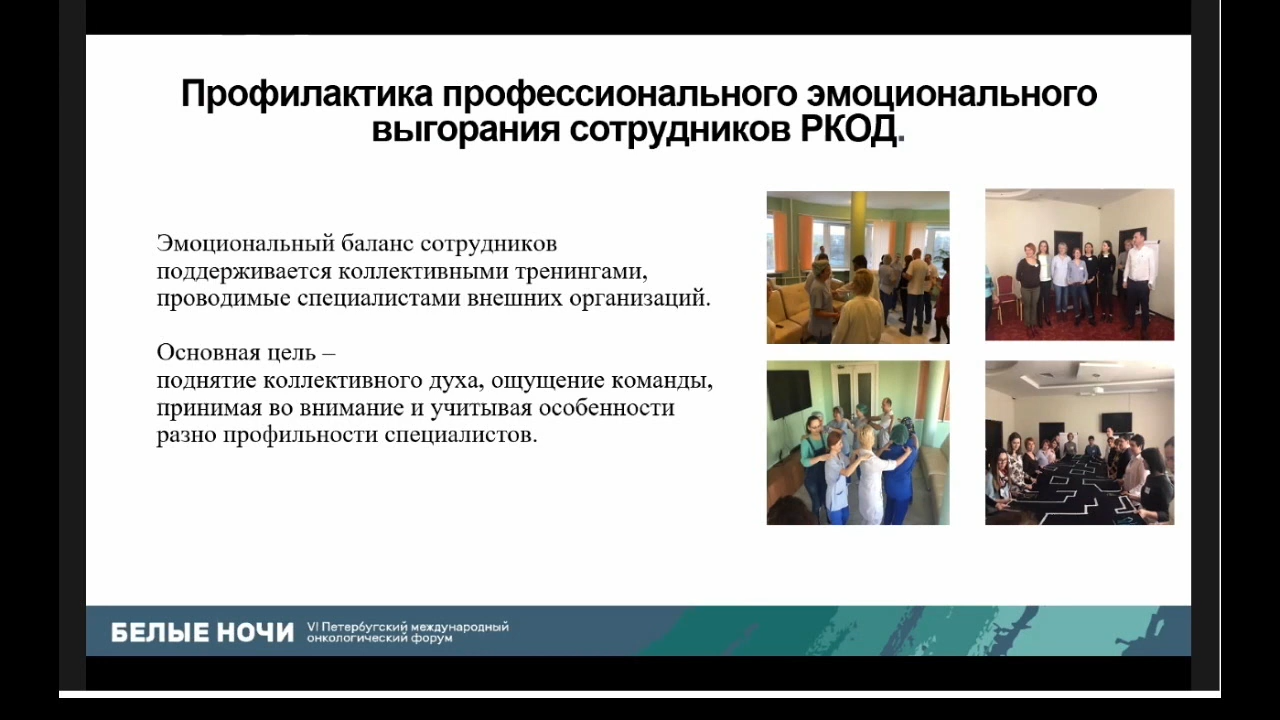 Профилактика профессионального эмоционального
выгорания сотрудников РКОД.
Эмоциональный баланс сотрудников
поддерживается коллективными тренингами,
проводимые специалистами внешних организаций.
Основная цель –
поднятие коллективного духа, ощущение команды,
принимая во внимание и учитывая особенности
разно профильности специалистов.
БЕЛЫЕ НОЧИ
VI Петербугский международный
онкологический форум